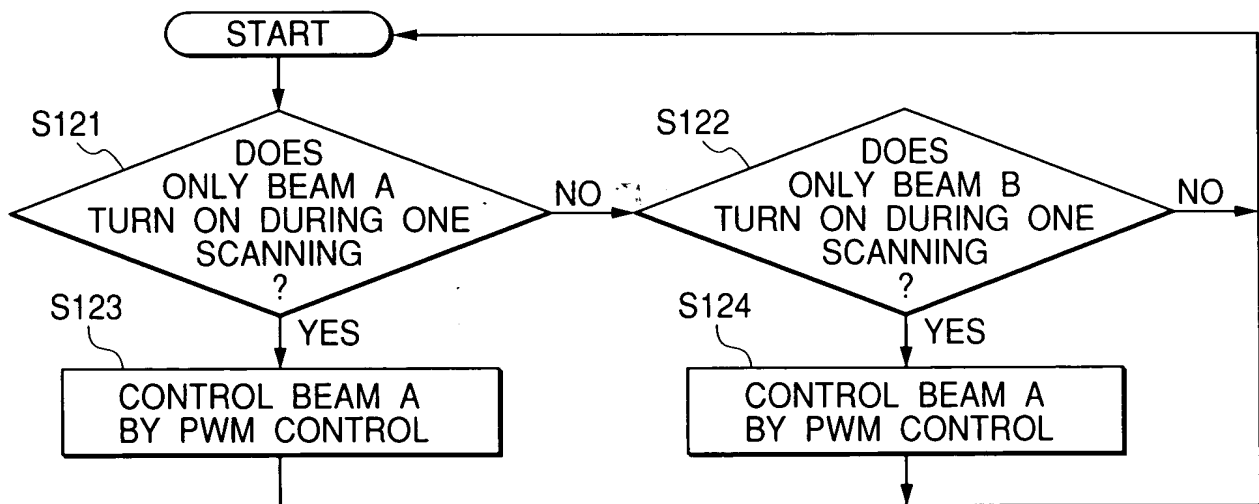 START
S121
DOES
ONLY BEAM A
TURN ON DURING ONE
SCANNING
?
NO
S122
DOES
ONLY BEAM B
TURN ON DURING ONE
SCANNING
?
NO
S123
YES
CONTROL BEAM A
BY PWM CONTROL
S124
YES
CONTROL BEAM A
BY PWM CONTROL